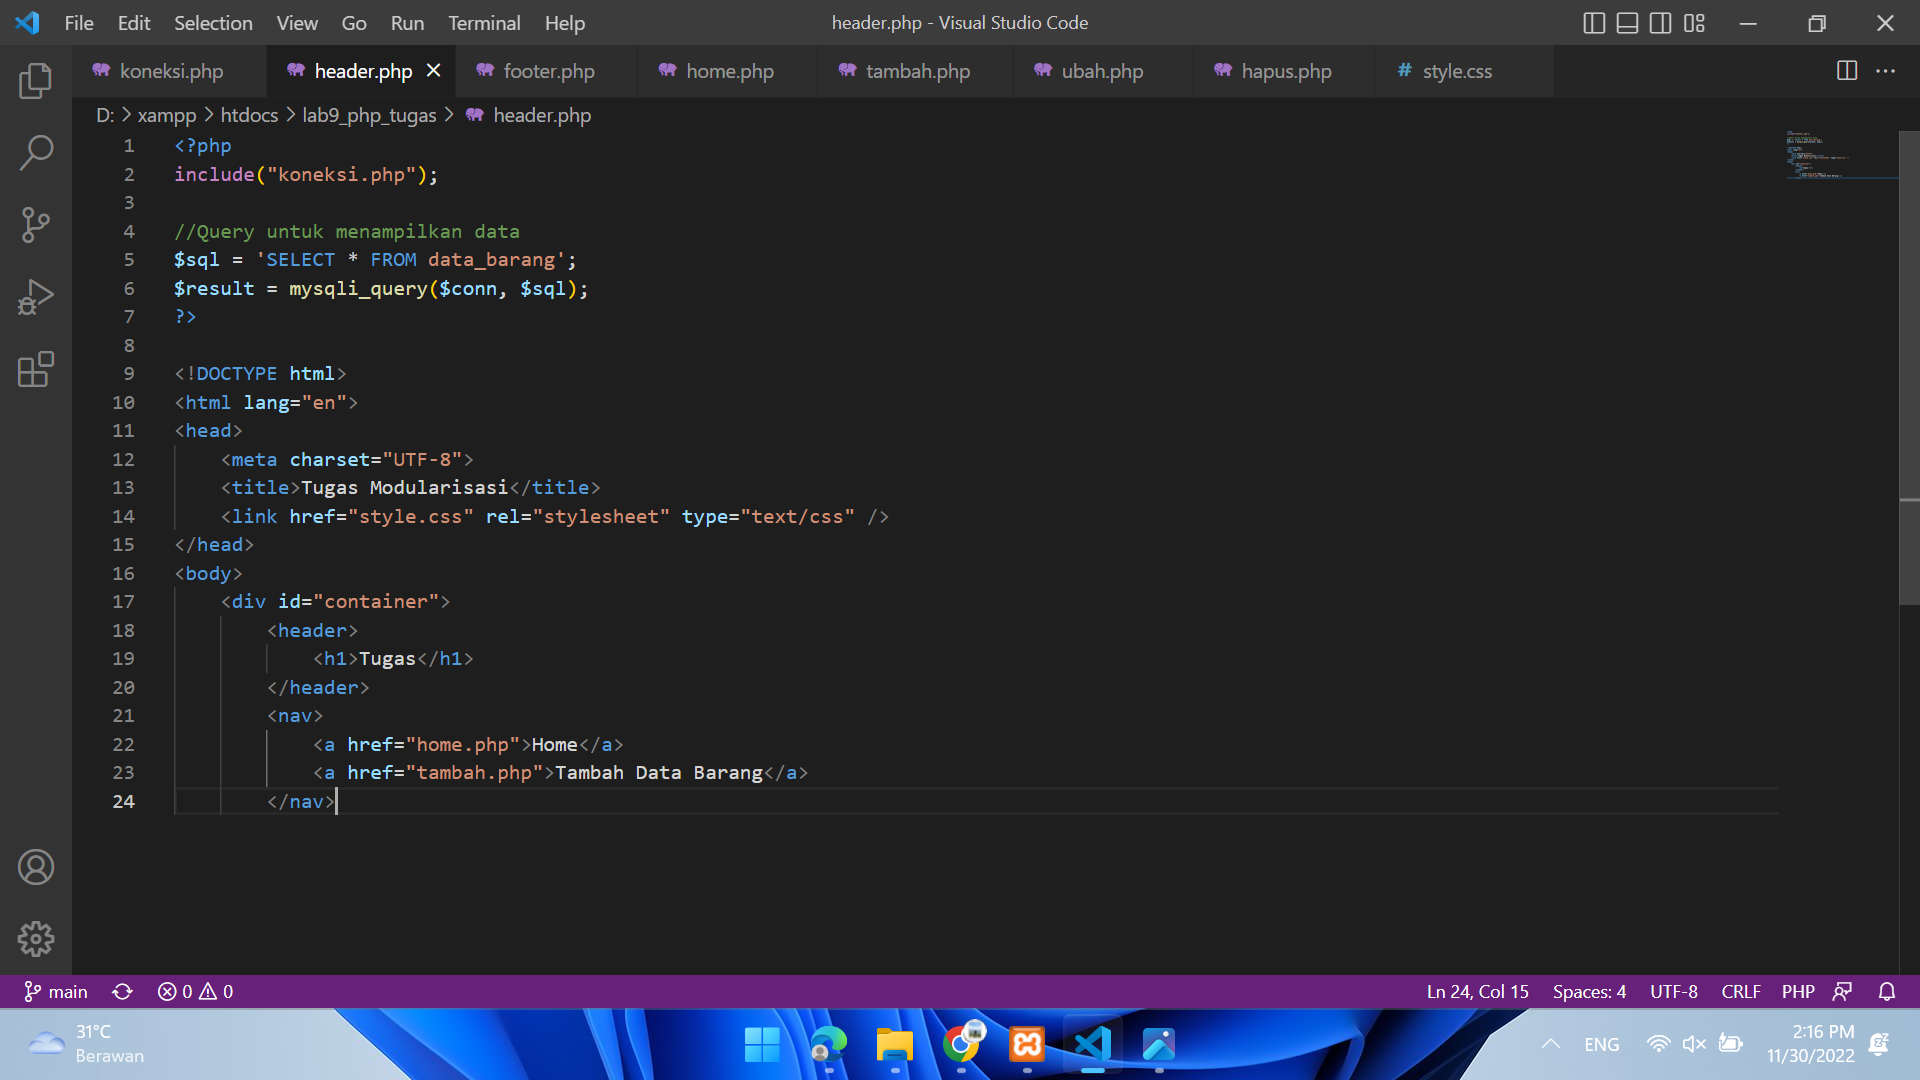 File Edit Selection View Go Run Terminal Help header.php - Visual Studio Code
koneksi.php header.php footer.php home.php tambah.php ubah.php hapus.php # style.css
D: > xampp > htdocs > lab9_php_tugas > header.php
1 <?php
2 include("koneksi.php");
3
4 //Query untuk menampilkan data
5 $sql = 'SELECT * FROM data_barang';
6 $result = mysqli_query($conn, $sql);
7 ?>
8
9 <!DOCTYPE html>
10 <html lang="en">
11 <head>
12     <meta charset="UTF-8">
13     <title>Tugas Modularisasi</title>
14     <link href="style.css" rel="stylesheet" type="text/css" />
15 </head>
16 <body>
17     <div id="container">
18         <header>
19             <h1>Tugas</h1>
20         </header>
21         <nav>
22             <a href="home.php">Home</a>
23             <a href="tambah.php">Tambah Data Barang</a>
24         </nav>
main 0 0 Ln 24, Col 15 Spaces: 4 UTF-8 CRLF PHP
31°C
Berawan
ENG
2:16 PM
11/30/2022